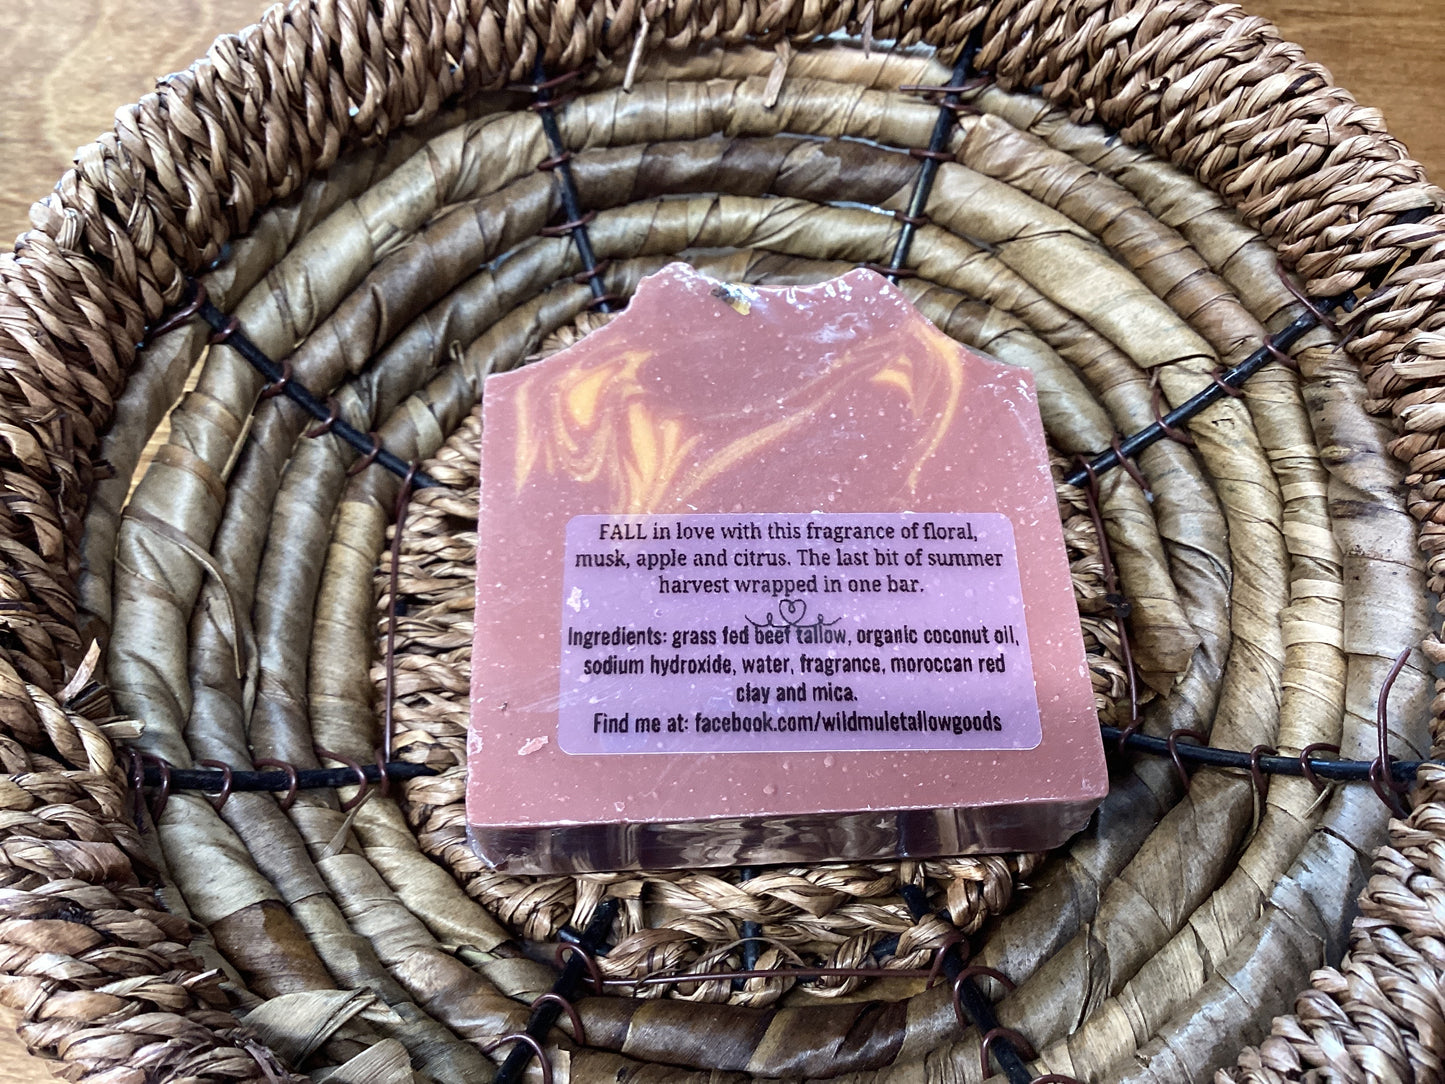 FALL in love with this fragrance of floral,
musk, apple and citrus. The last bit of summer
harvest wrapped in one bar.
Ingredients: grass fed beef tallow, organic coconut oil,
sodium hydroxide, water, fragrance, moroccan red
clay and mica.
Find me at: facebook.com/wildmuletallowgoods